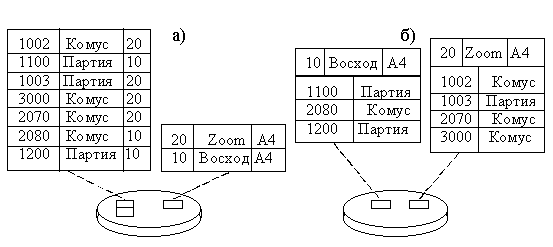 а)
1002 Комус 20
1100 Партия 10
1003 Партия 20
3000 Комус 20
2070 Комус 20
2080 Комус 10
1200 Партия 10
20 Zoom A4
10 Восход A4
б)
10 Восход A4
1100 Партия
2080 Комус
1200 Партия
20 Zoom A4
1002 Комус
1003 Партия
2070 Комус
3000 Комус